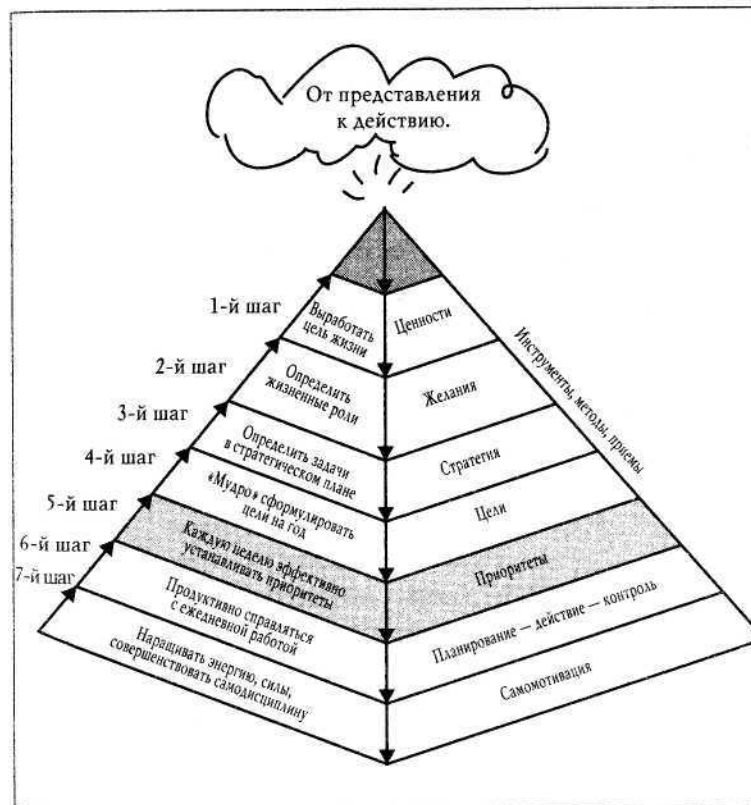 От представления
к действию.
1-й шаг
Выработать
цель жизни
Ценности
2-й шаг
Определить
жизненные роли
Желания
3-й шаг
Определить задачи
в стратегическом плане
Стратегия
4-й шаг
«Мудро» сформулировать
цели на год
Цели
5-й шаг
Каждую неделю эффективно
устанавливать приоритеты
Приоритеты
6-й шаг
Продуктивно справляться
с ежедневной работой
Планирование — действие — контроль
7-й шаг
Наращивать энергию, силы,
совершенствовать самодисциплину
Самомотивация
Инструменты, методы, приемы